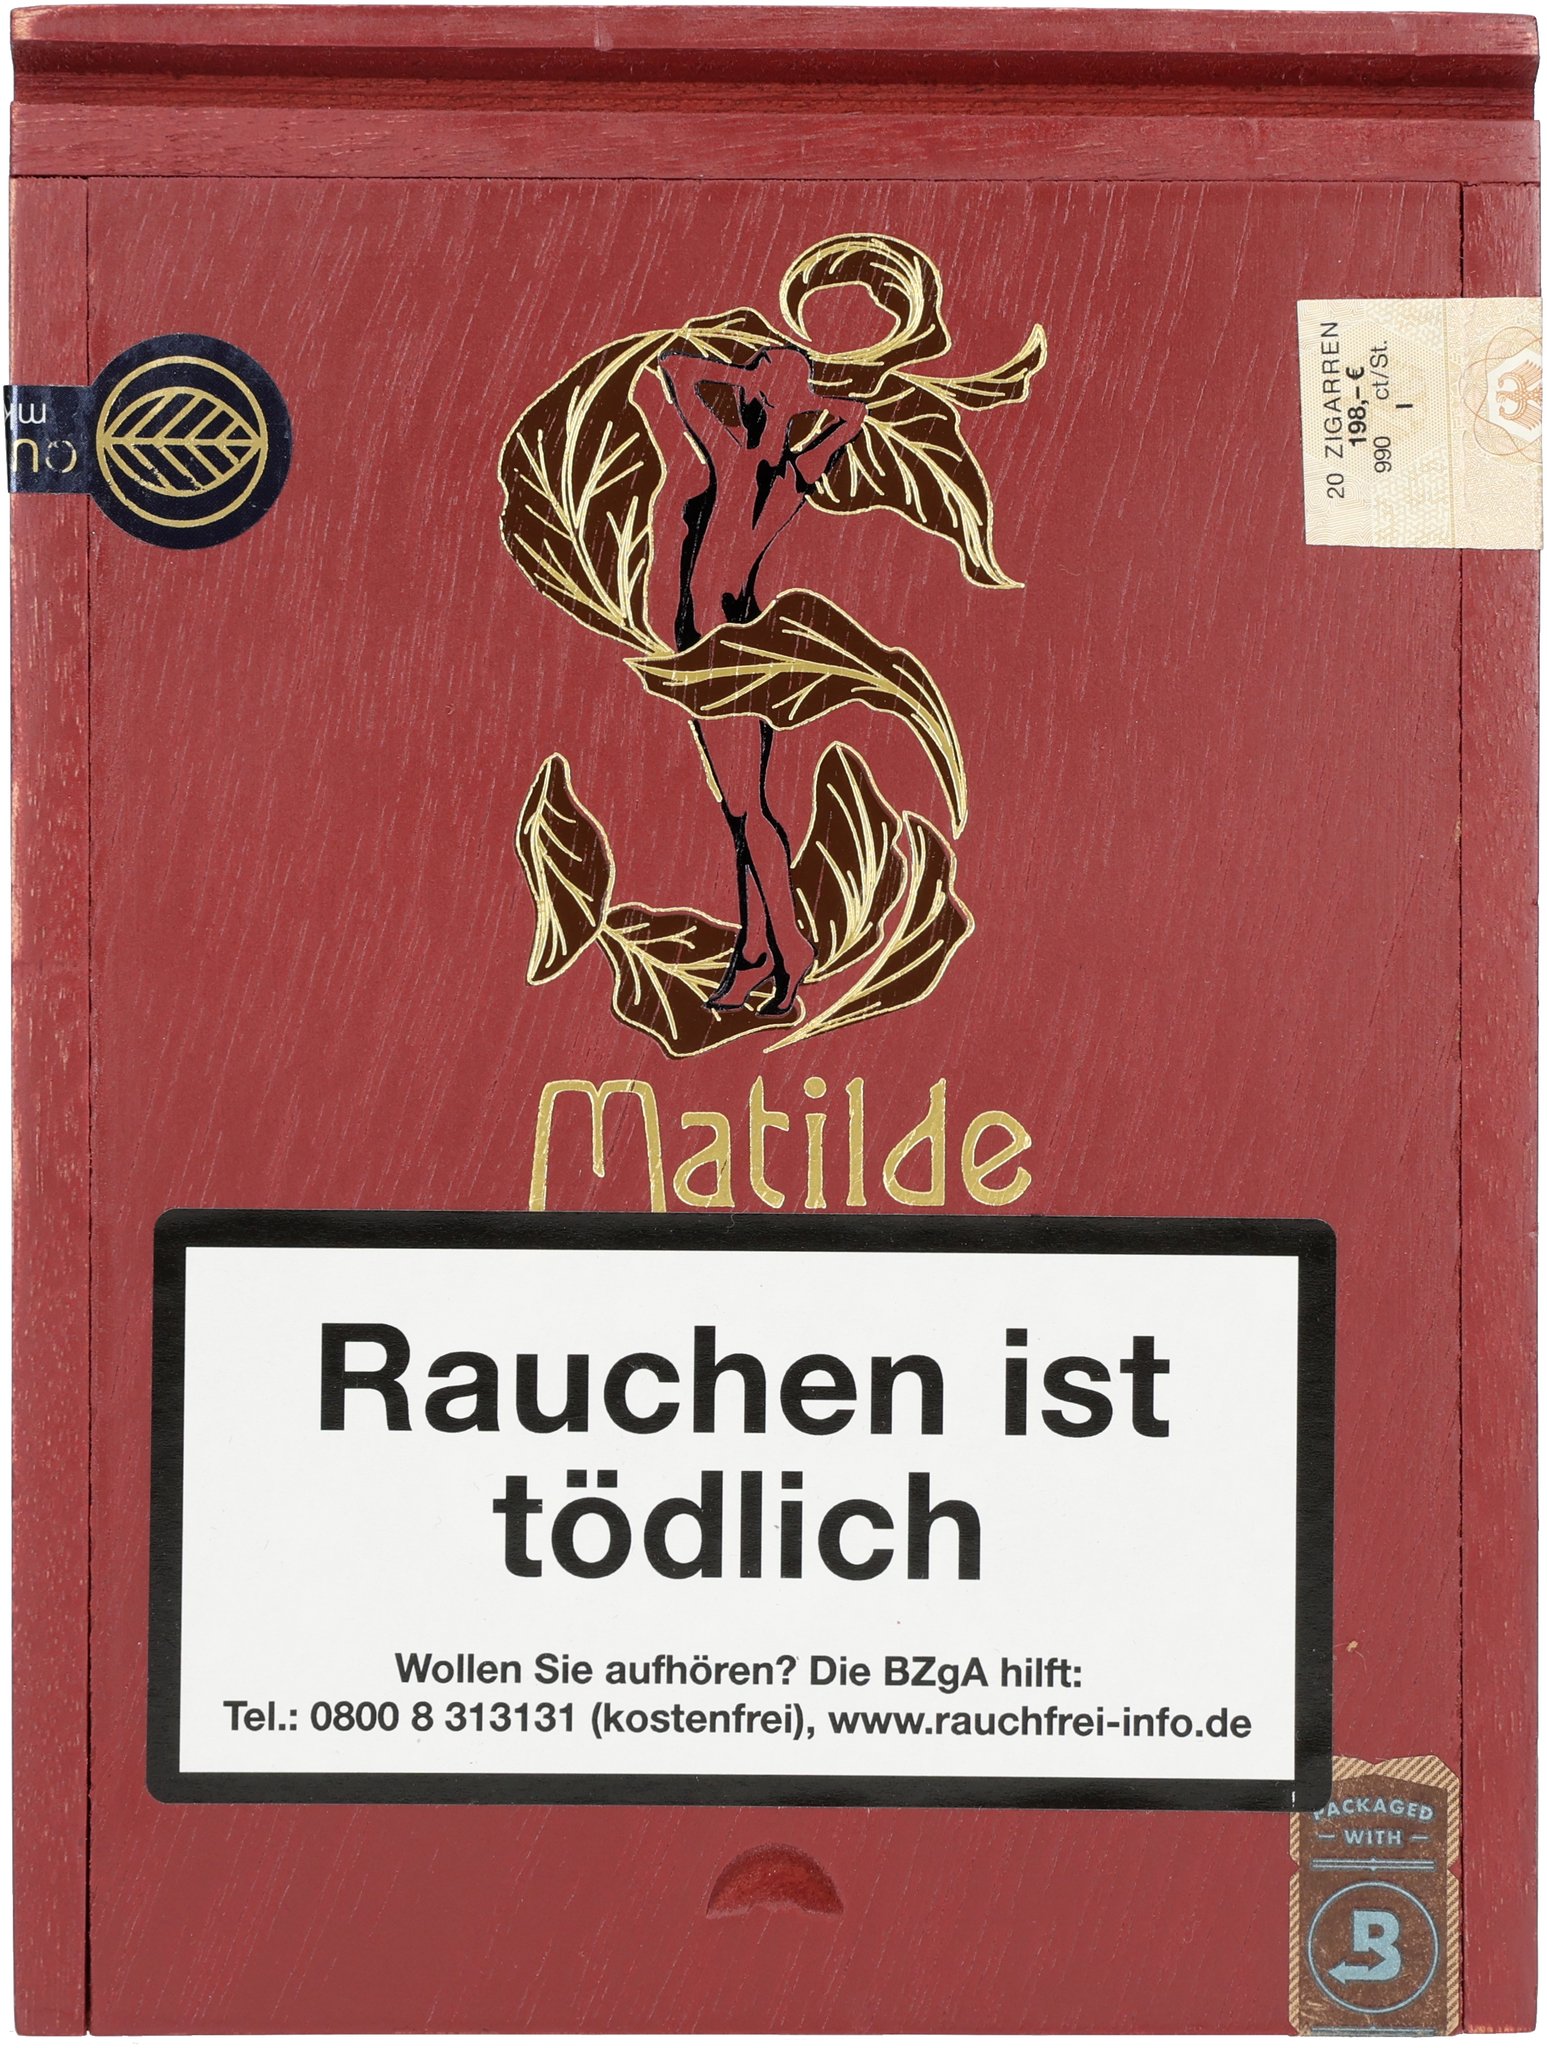 20 ZIGARREN
198,- €
990 ct/St.
I
Matilde
Rauchen ist
tödlich
Wollen Sie aufhören? Die BZgA hilft:
Tel.: 0800 8 313131 (kostenfrei), www.rauchfrei-info.de
PACKAGED
WITH
B